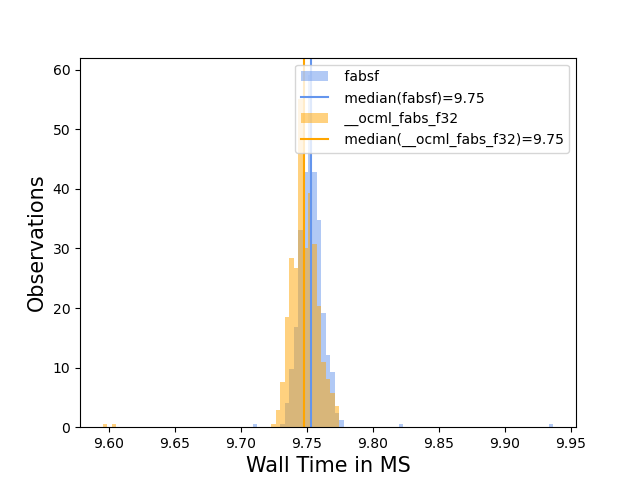 60
50
40
30
20
10
0
Observations
fabsf
median(fabsf)=9.75
__ocml_fabs_f32
median(__ocml_fabs_f32)=9.75
9.60 9.65 9.70 9.75 9.80 9.85 9.90 9.95
Wall Time in MS